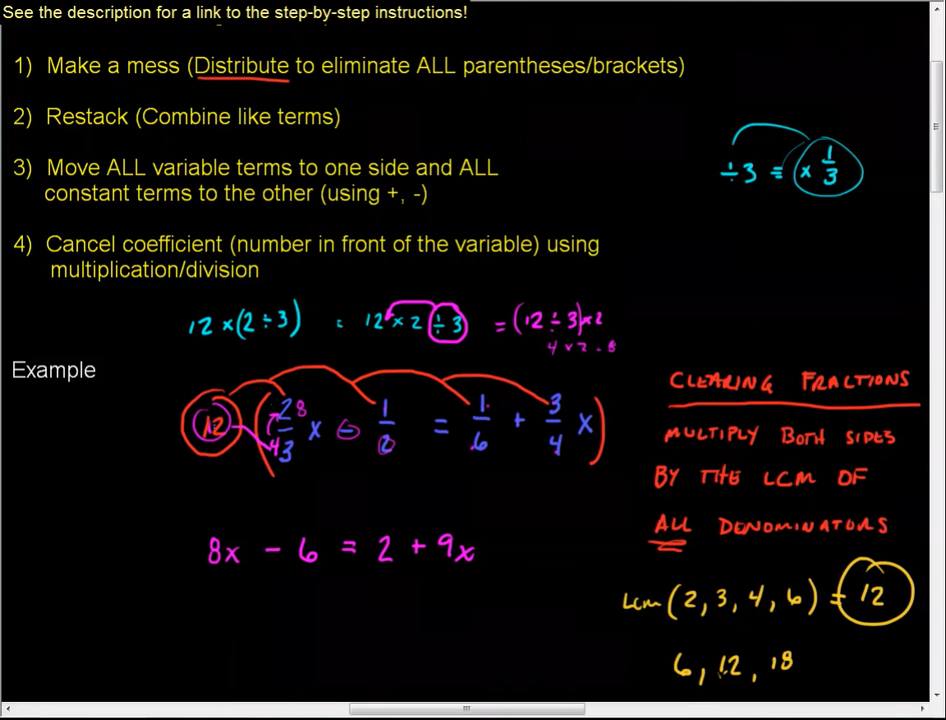 See the description for a link to the step-by-step instructions!
1) Make a mess (Distribute to eliminate ALL parentheses/brackets)
2) Restack (Combine like terms)
3) Move ALL variable terms to one side and ALL
constant terms to the other (using +, -)
4) Cancel coefficient (number in front of the variable) using
multiplication/division
÷3 = × 1/3
12 × (2 ÷ 3) = 12 × 2 ÷ 3 = (12 ÷ 3) × 2
4 × 2 = 8
Example
12 ( 2/3 x - 1/2 = 1/6 + 3/4 x )
8
4
8x - 6 = 2 + 9x
CLEARING FRACTIONS
MULTIPLY BOTH SIDES
BY THE LCM OF
ALL DENOMINATORS
LCM (2, 3, 4, 6) = 12
6, 12, 18